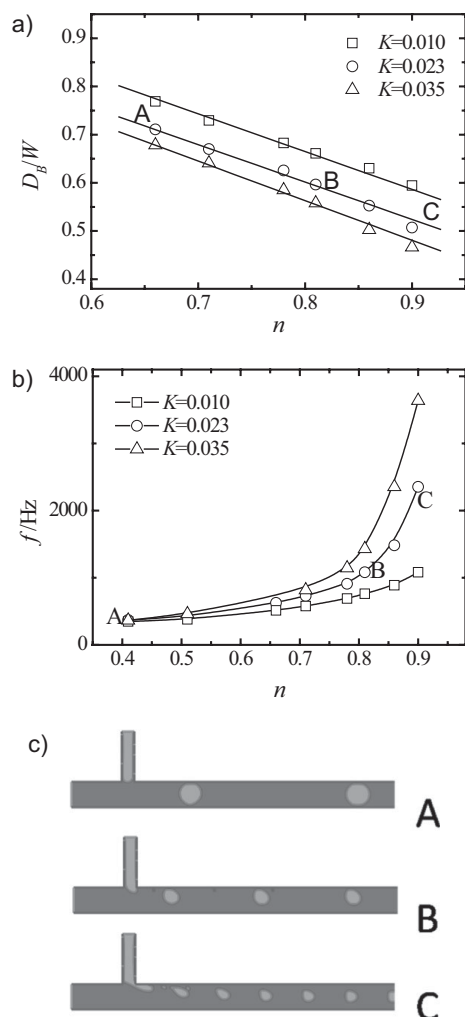 a)
0.9
0.8
0.7
0.6
0.5
0.4
D_B/W
K=0.010
K=0.023
K=0.035
A
B
C
0.6 0.7 0.8 0.9
n
b)
4000
2000
0
f/Hz
K=0.010
K=0.023
K=0.035
A
B
C
0.4 0.5 0.6 0.7 0.8 0.9
n
c)
A
B
C